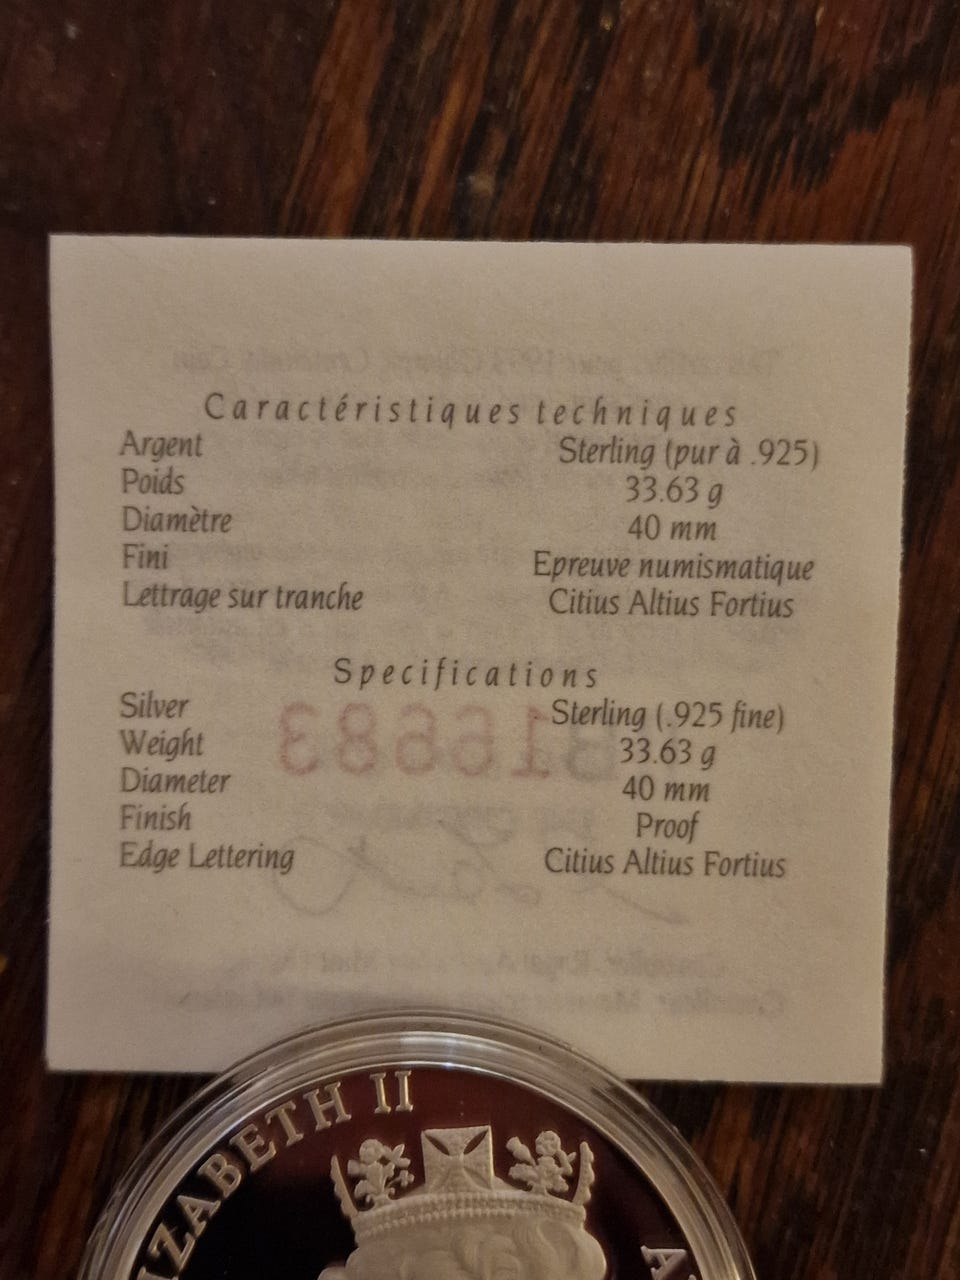 Caractéristiques techniques
Argent Sterling (pur à .925)
Poids 33.63 g
Diamètre 40 mm
Fini Epreuve numismatique
Lettrage sur tranche Citius Altius Fortius
Specifications
Silver Sterling (.925 fine)
Weight 33.63 g
Diameter 40 mm
Finish Proof
Edge Lettering Citius Altius Fortius
ZABETH II